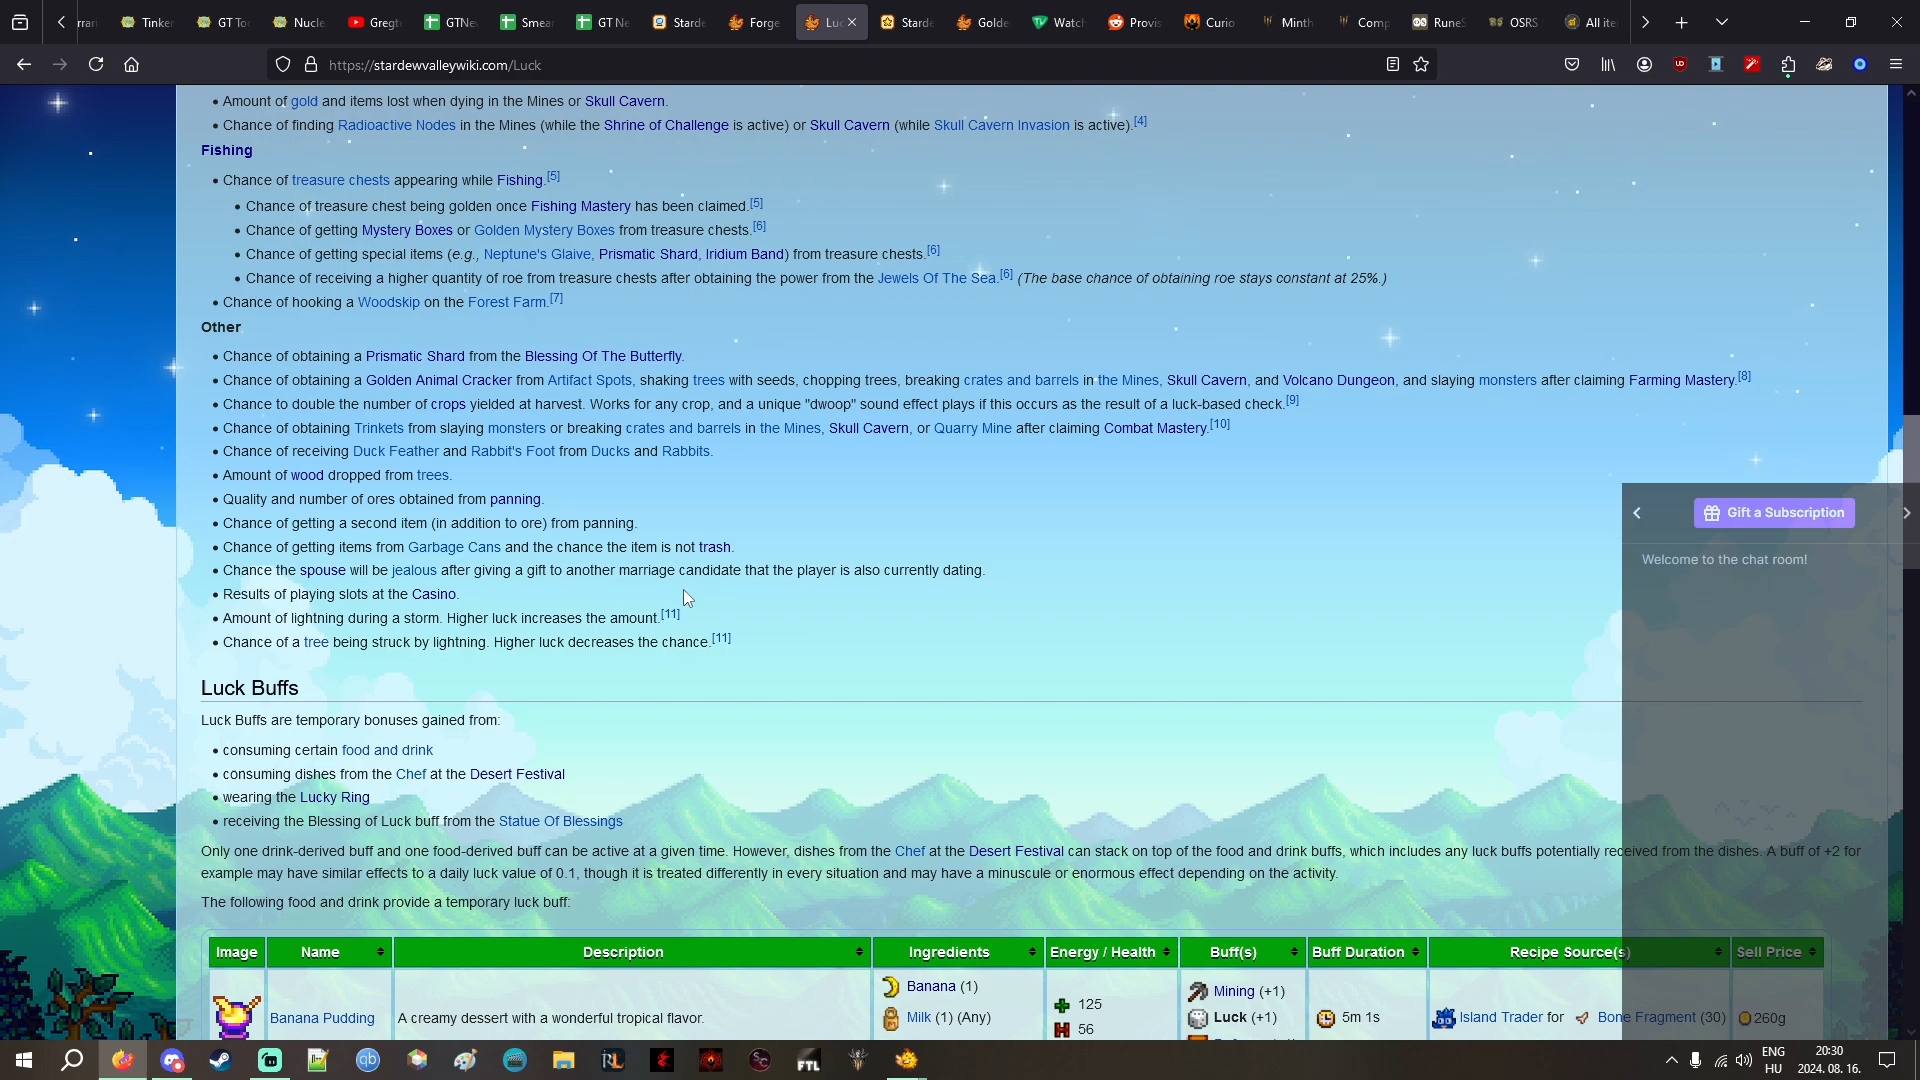 rrari
Tinker
GT To
Nucle
Gregt
GTNe
Smea
GT Ne
Starde
Forge
Lu
Starde
Golde
Watch
Provis
Curio
Minth
Comp
RuneS
OSRS
All ite
https://stardewvalleywiki.com/Luck
• Amount of gold and items lost when dying in the Mines or Skull Cavern.
• Chance of finding Radioactive Nodes in the Mines (while the Shrine of Challenge is active) or Skull Cavern (while Skull Cavern Invasion is active).[4]
Fishing
• Chance of treasure chests appearing while Fishing.[5]
• Chance of treasure chest being golden once Fishing Mastery has been claimed.[5]
• Chance of getting Mystery Boxes or Golden Mystery Boxes from treasure chests.[6]
• Chance of getting special items (e.g., Neptune's Glaive, Prismatic Shard, Iridium Band) from treasure chests.[6]
• Chance of receiving a higher quantity of roe from treasure chests after obtaining the power from the Jewels Of The Sea.[6] (The base chance of obtaining roe stays constant at 25%.)
• Chance of hooking a Woodskip on the Forest Farm.[7]
Other
• Chance of obtaining a Prismatic Shard from the Blessing Of The Butterfly.
• Chance of obtaining a Golden Animal Cracker from Artifact Spots, shaking trees with seeds, chopping trees, breaking crates and barrels in the Mines, Skull Cavern, and Volcano Dungeon, and slaying monsters after claiming Farming Mastery.[8]
• Chance to double the number of crops yielded at harvest. Works for any crop, and a unique "dwoop" sound effect plays if this occurs as the result of a luck-based check.[9]
• Chance of obtaining Trinkets from slaying monsters or breaking crates and barrels in the Mines, Skull Cavern, or Quarry Mine after claiming Combat Mastery.[10]
• Chance of receiving Duck Feather and Rabbit's Foot from Ducks and Rabbits.
• Amount of wood dropped from trees.
• Quality and number of ores obtained from panning.
• Chance of getting a second item (in addition to ore) from panning.
• Chance of getting items from Garbage Cans and the chance the item is not trash.
• Chance the spouse will be jealous after giving a gift to another marriage candidate that the player is also currently dating.
• Results of playing slots at the Casino.
• Amount of lightning during a storm. Higher luck increases the amount.[11]
• Chance of a tree being struck by lightning. Higher luck decreases the chance.[11]
Gift a Subscription
Welcome to the chat room!
Luck Buffs
Luck Buffs are temporary bonuses gained from:
• consuming certain food and drink
• consuming dishes from the Chef at the Desert Festival
• wearing the Lucky Ring
• receiving the Blessing of Luck buff from the Statue Of Blessings
Only one drink-derived buff and one food-derived buff can be active at a given time. However, dishes from the Chef at the Desert Festival can stack on top of the food and drink buffs, which includes any luck buffs potentially received from the dishes. A buff of +2 for
example may have similar effects to a daily luck value of 0.1, though it is treated differently in every situation and may have a minuscule or enormous effect depending on the activity.
The following food and drink provide a temporary luck buff:
Image Name Description Ingredients Energy / Health Buff(s) Buff Duration Recipe Source(s) Sell Price
Banana Pudding
A creamy dessert with a wonderful tropical flavor.
Banana (1)
Milk (1) (Any)
125
56
Mining (+1)
Luck (+1)
5m 1s
Island Trader for Bone Fragment (30)
260g
FTL
ENG
HU
20:30
2024. 08. 16.